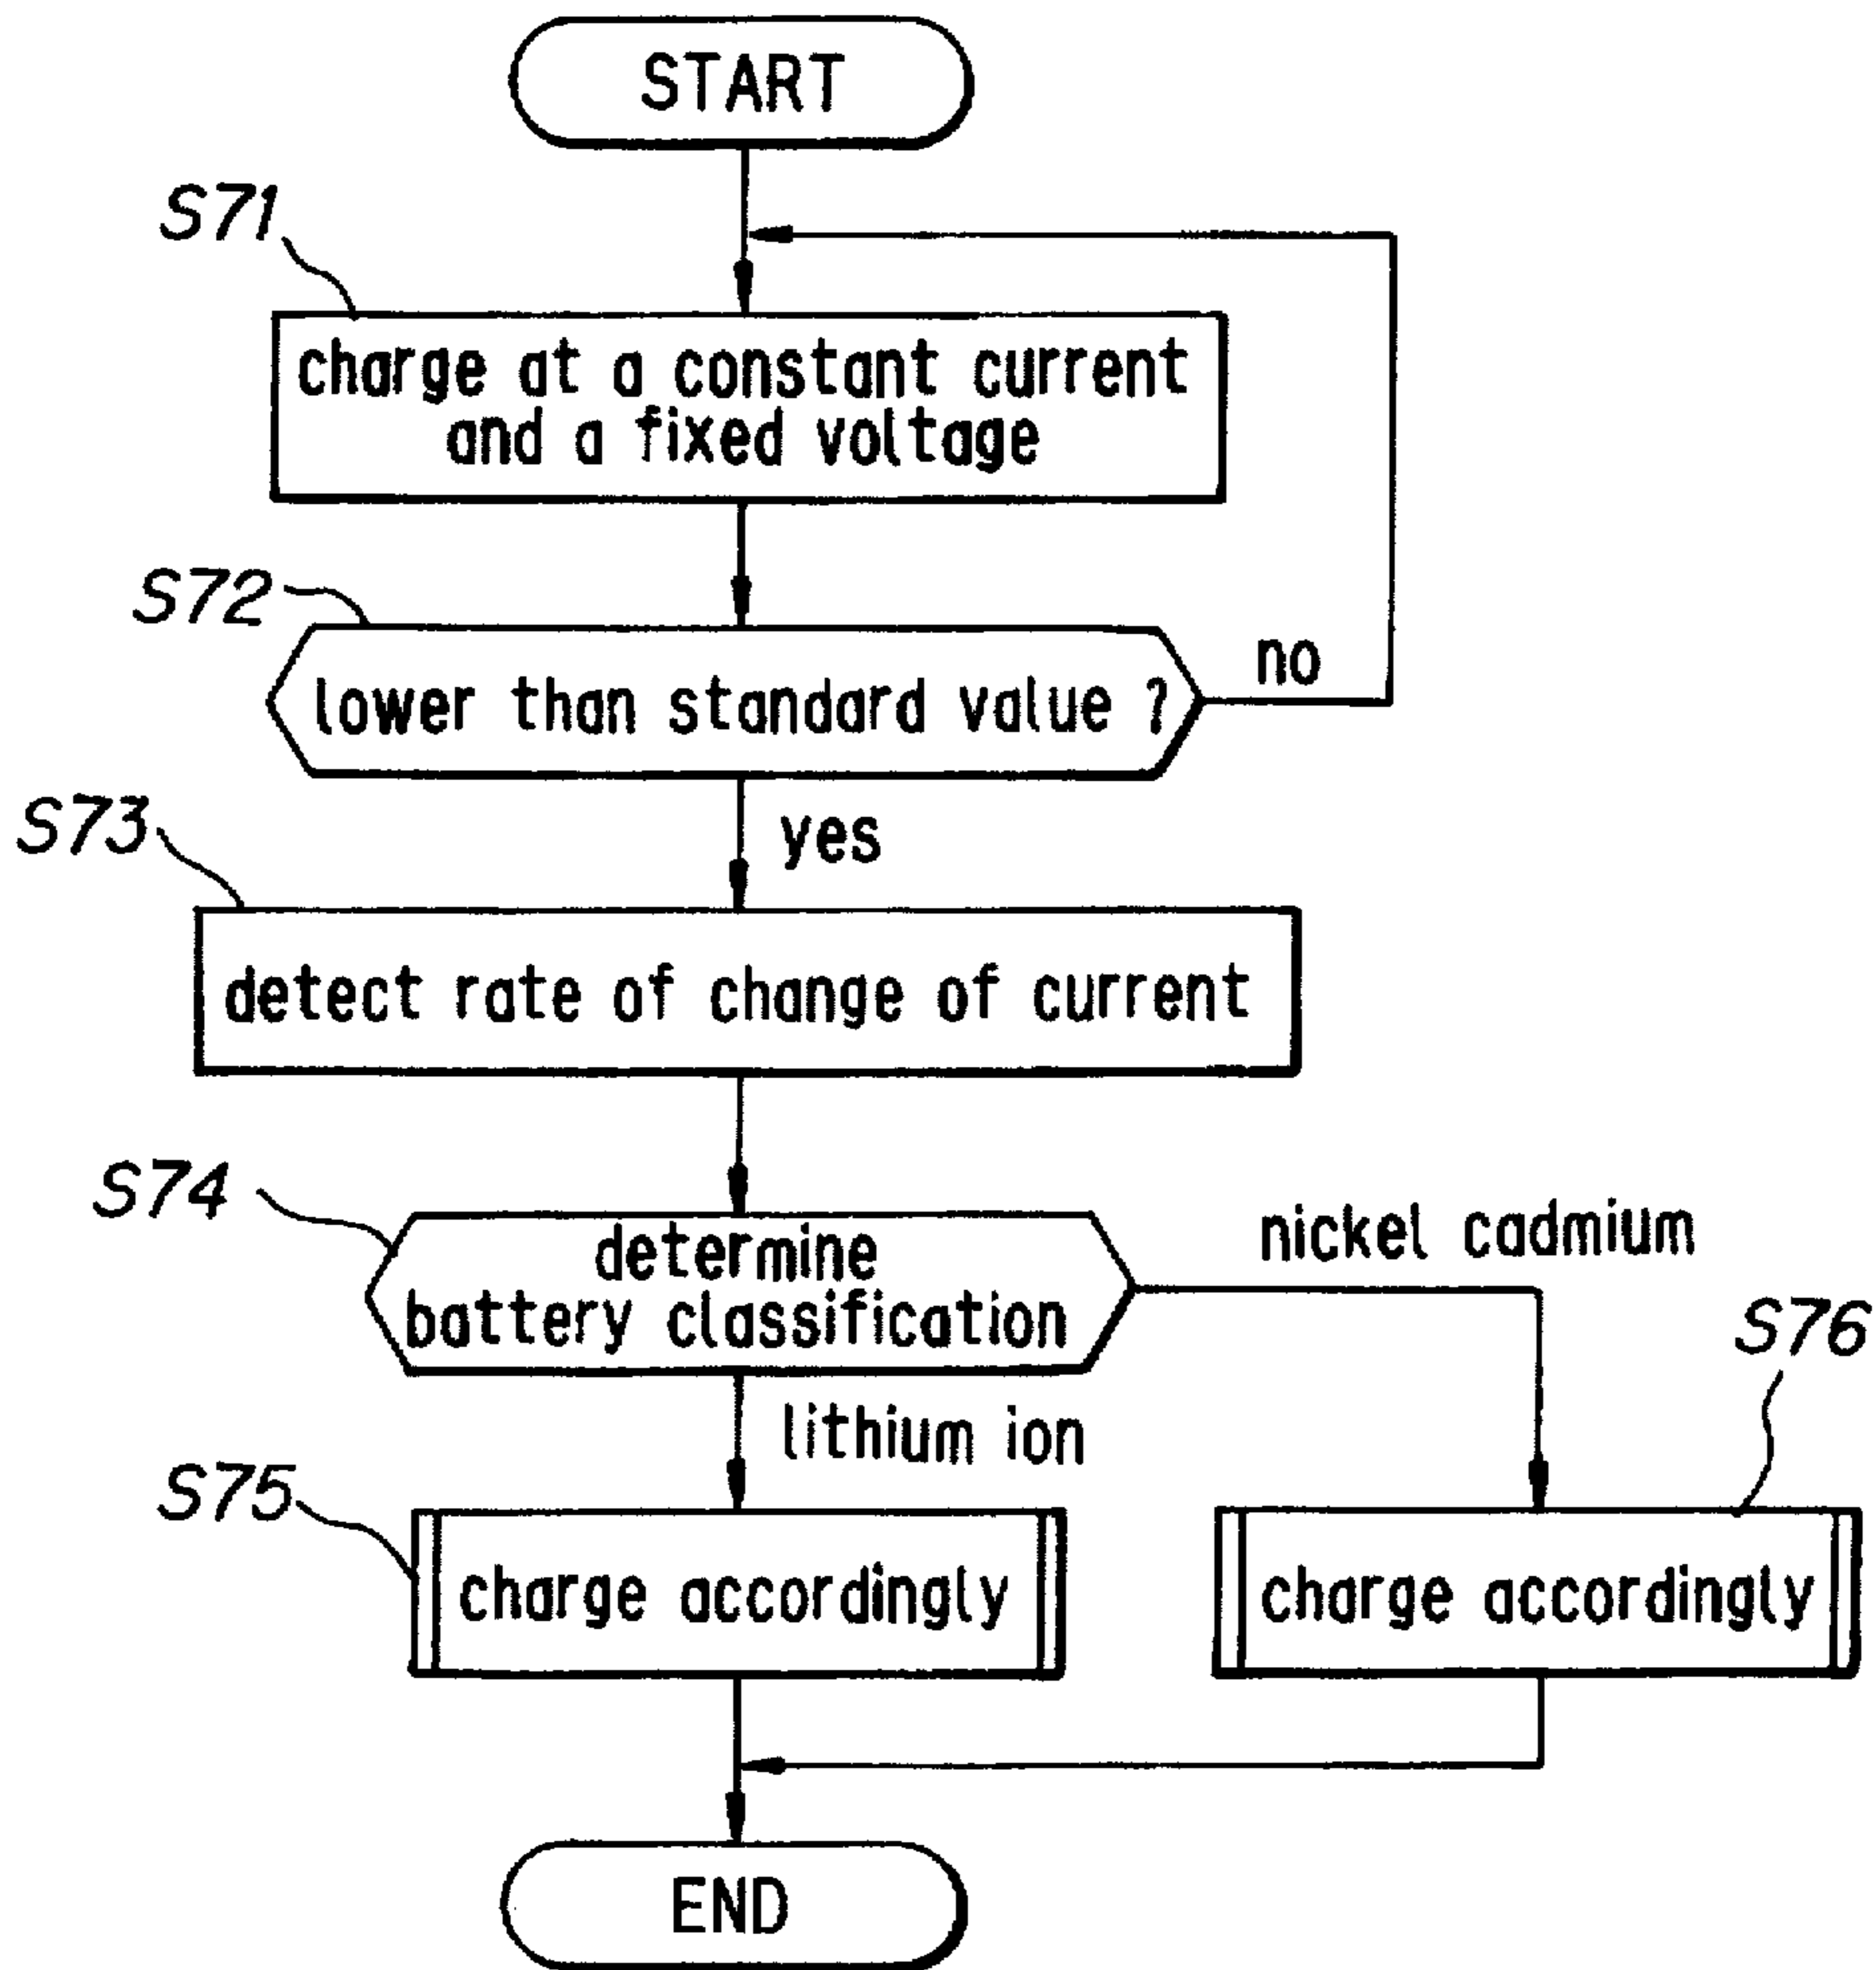 START
S71
charge at a constant current
and a fixed voltage
S72
lower than standard value ?
no
yes
S73
detect rate of change of current
S74
determine
battery classification
nickel cadmium
lithium ion
S75
charge accordingly
S76
charge accordingly
END